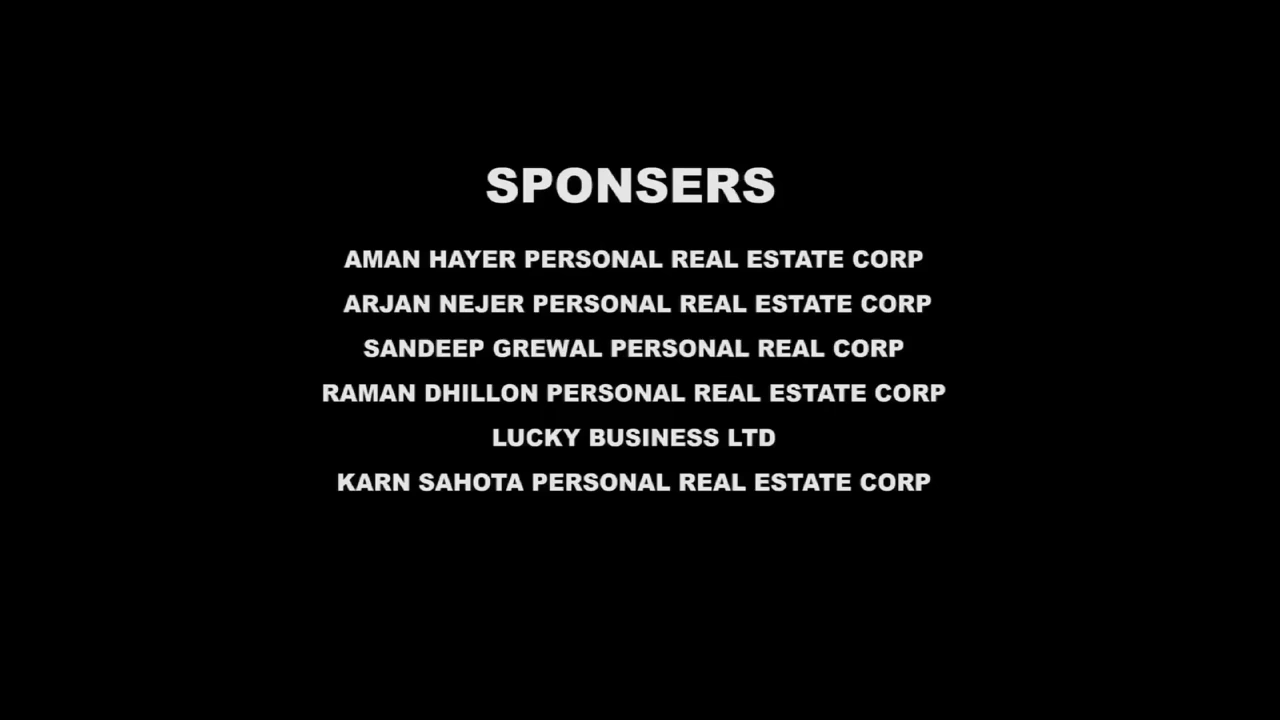 SPONSERS
AMAN HAYER PERSONAL REAL ESTATE CORP
ARJAN NEJER PERSONAL REAL ESTATE CORP
SANDEEP GREWAL PERSONAL REAL CORP
RAMAN DHILLON PERSONAL REAL ESTATE CORP
LUCKY BUSINESS LTD
KARN SAHOTA PERSONAL REAL ESTATE CORP